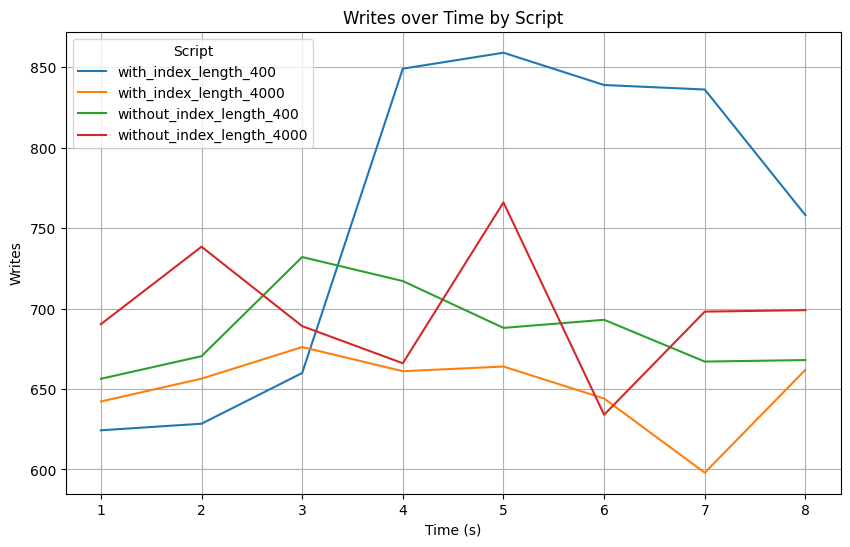 Writes over Time by Script
Script
with_index_length_400
with_index_length_4000
without_index_length_400
without_index_length_4000
850
800
750
700
650
600
Writes
1 2 3 4 5 6 7 8
Time (s)